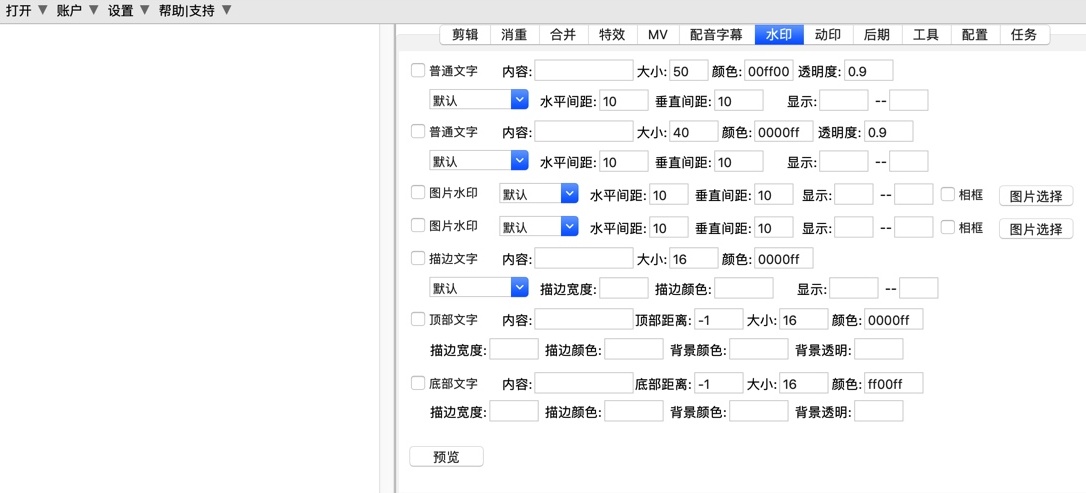 打开 ▼ 账户 ▼ 设置 ▼ 帮助|支持 ▼
剪辑 消重 合并 特效 MV 配音字幕 水印 动印 后期 工具 配置 任务
普通文字 内容: 大小: 50 颜色: 00ff00 透明度: 0.9
默认 水平间距: 10 垂直间距: 10 显示: --
普通文字 内容: 大小: 40 颜色: 0000ff 透明度: 0.9
默认 水平间距: 10 垂直间距: 10 显示: --
图片水印 默认 水平间距: 10 垂直间距: 10 显示: -- 相框 图片选择
图片水印 默认 水平间距: 10 垂直间距: 10 显示: -- 相框 图片选择
描边文字 内容: 大小: 16 颜色: 0000ff
默认 描边宽度: 描边颜色: 显示: --
顶部文字 内容: 顶部距离: -1 大小: 16 颜色: 0000ff
描边宽度: 描边颜色: 背景颜色: 背景透明:
底部文字 内容: 底部距离: -1 大小: 16 颜色: ff00ff
描边宽度: 描边颜色: 背景颜色: 背景透明:
预览